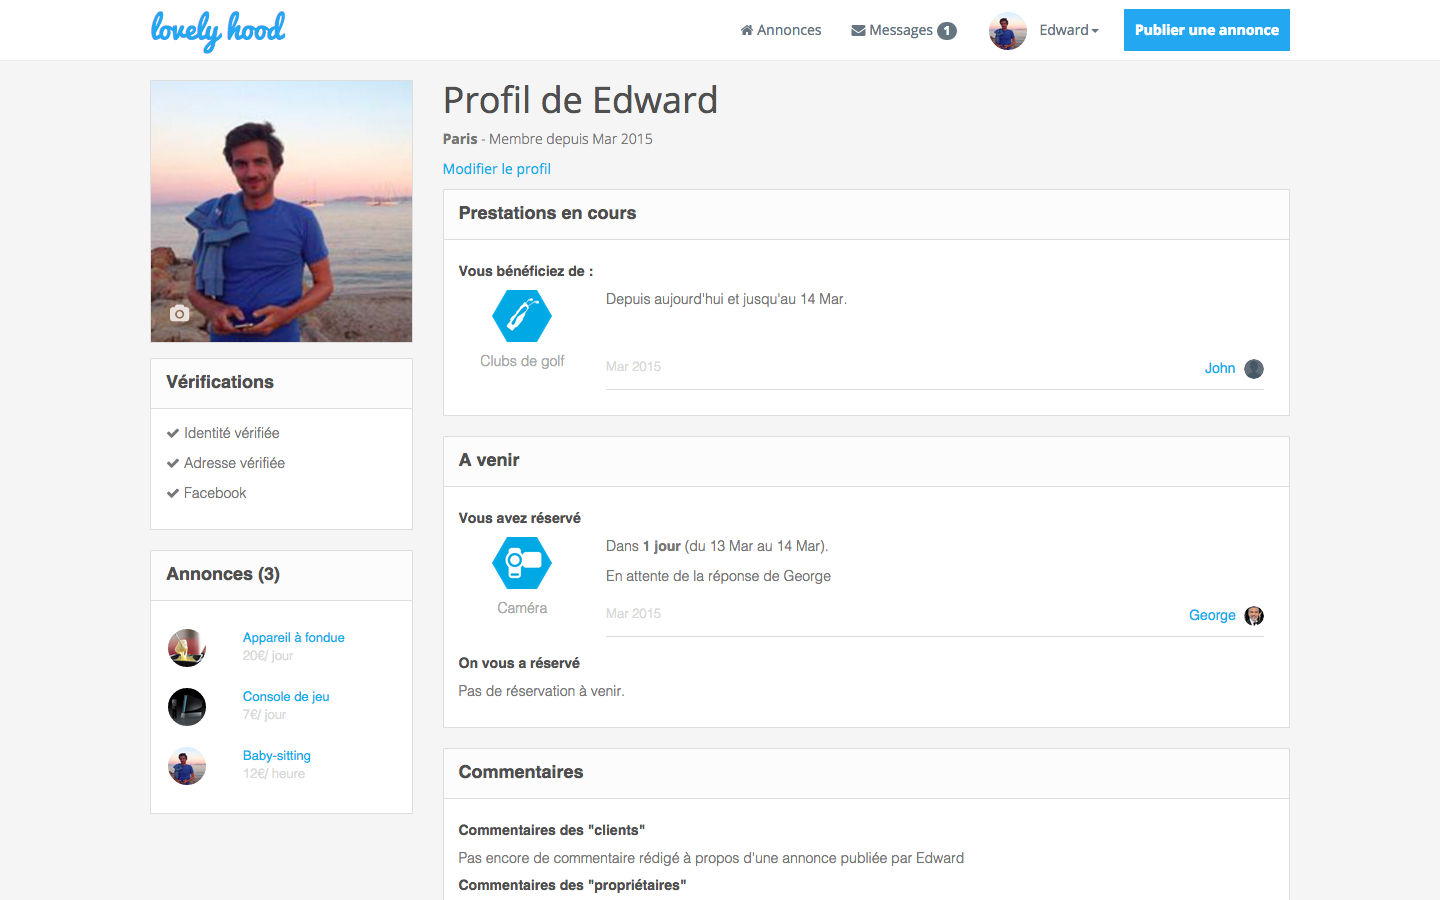 lovely hood
Annonces
Messages 1
Edward
Publier une annonce
Profil de Edward
Paris - Membre depuis Mar 2015
Modifier le profil
Prestations en cours
Vous bénéficiez de :
Depuis aujourd'hui et jusqu'au 14 Mar.
Clubs de golf
Mar 2015
John
A venir
Vous avez réservé
Dans 1 jour (du 13 Mar au 14 Mar).
En attente de la réponse de George
Caméra
Mar 2015
George
On vous a réservé
Pas de réservation à venir.
Commentaires
Commentaires des "clients"
Pas encore de commentaire rédigé à propos d'une annonce publiée par Edward
Commentaires des "propriétaires"
Vérifications
Identité vérifiée
Adresse vérifiée
Facebook
Annonces (3)
Appareil à fondue
20€/ jour
Console de jeu
7€/ jour
Baby-sitting
12€/ heure